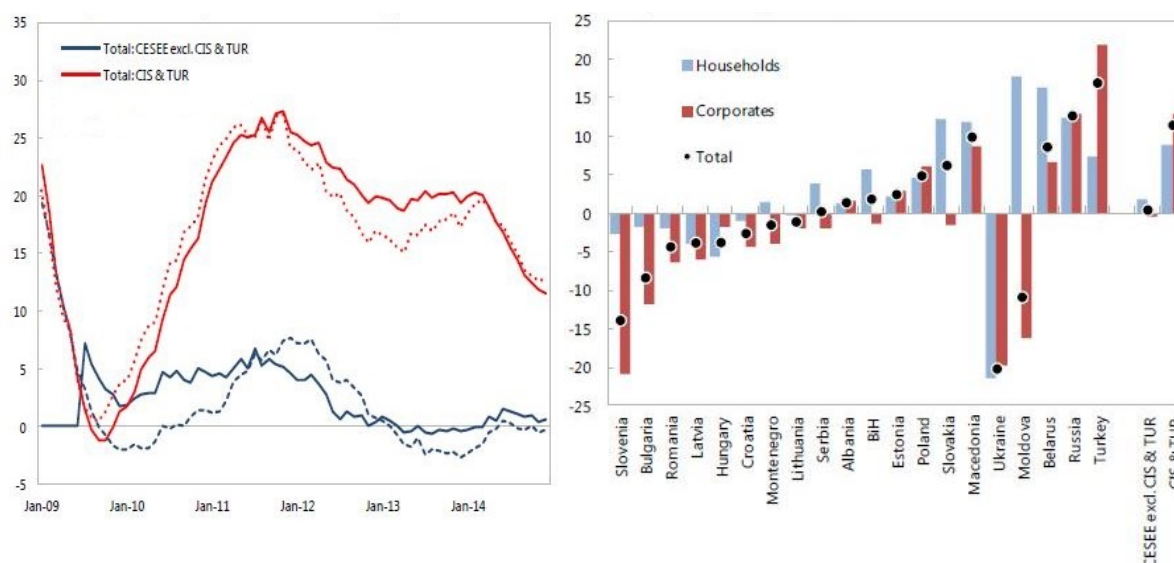 35
30
25
20
15
10
5
0
-5
Total:CESEE excl. CIS & TUR
Total:CIS & TUR
Jan-09 Jan-10 Jan-11 Jan-12 Jan-13 Jan-14
25
20
15
10
5
0
-5
-10
-15
-20
-25
Households
Corporates
Total
Slovenia
Bulgaria
Romania
Latvia
Hungary
Croatia
Montenegro
Lithuania
Serbia
Albania
BiH
Estonia
Poland
Slovakia
Macedonia
Ukraine
Moldova
Belarus
Russia
Turkey
CESEE excl. CIS & TUR
CIS & TUR